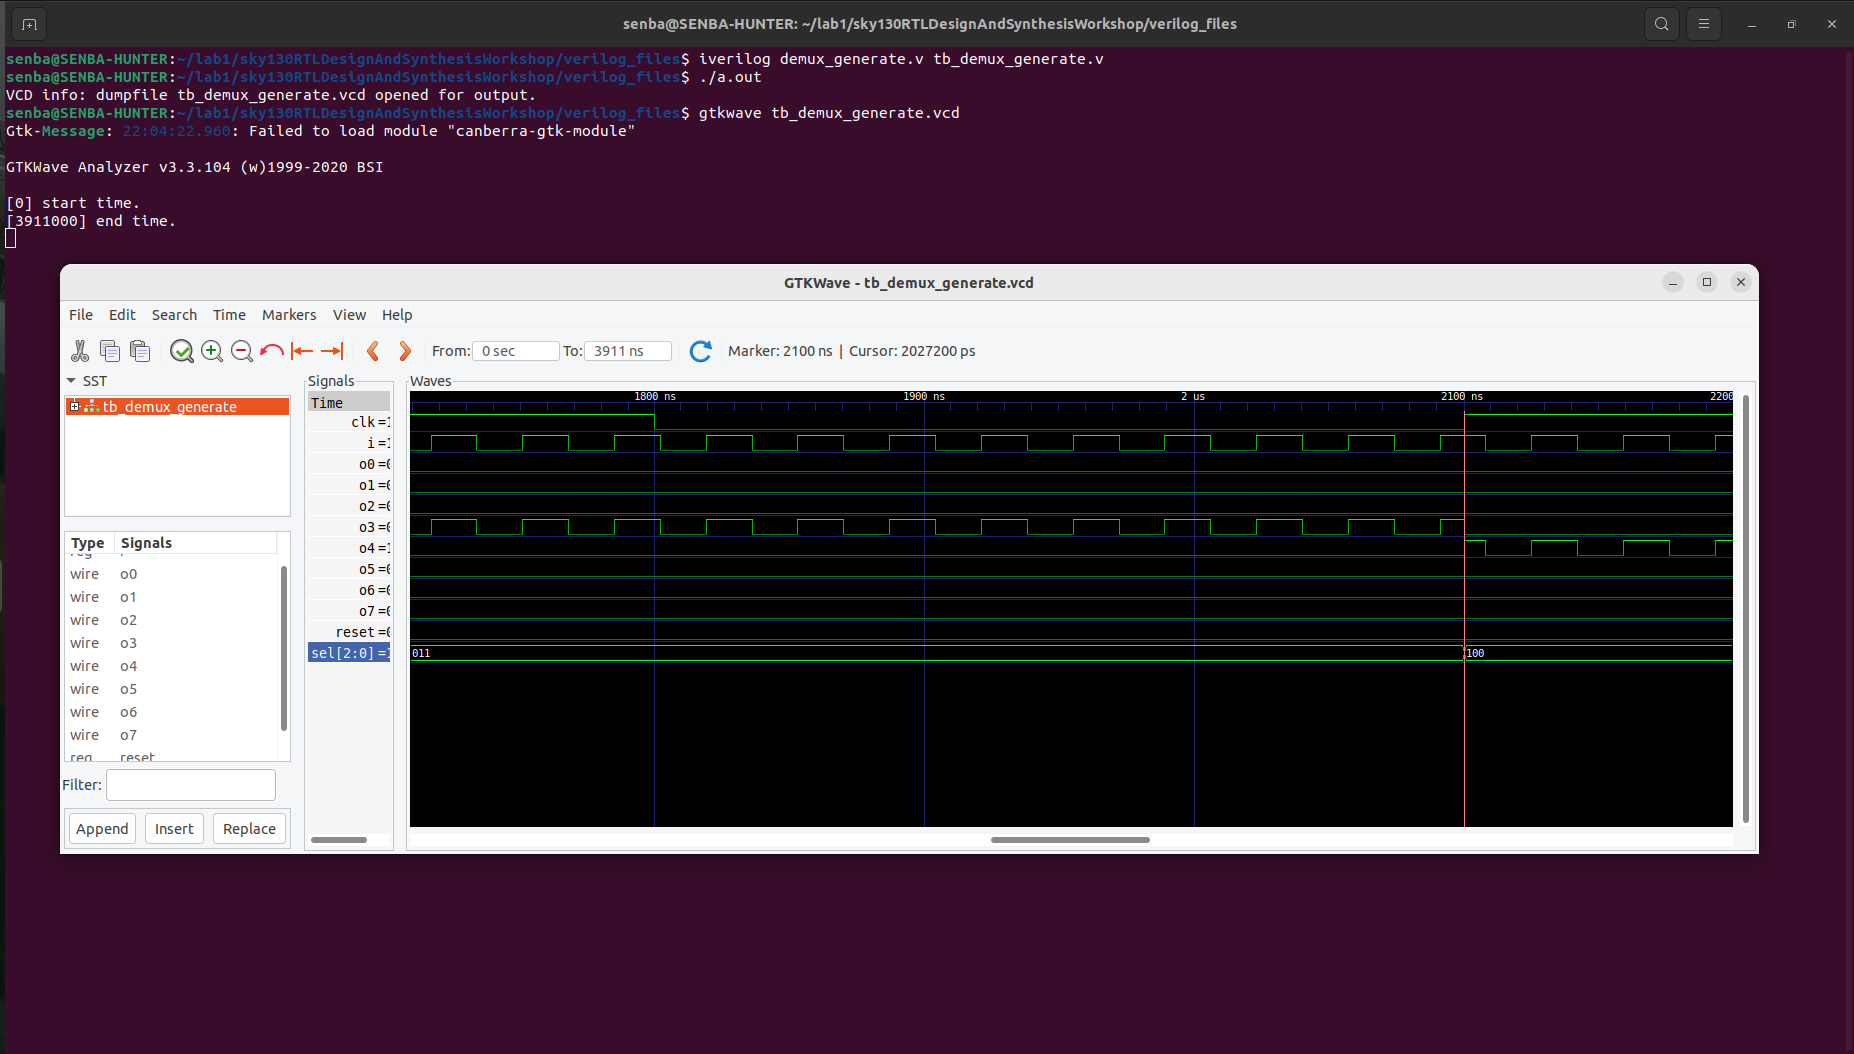 senba@SENBA-HUNTER: ~/lab1/sky130RTLDesignAndSynthesisWorkshop/verilog_files
senba@SENBA-HUNTER:~/lab1/sky130RTLDesignAndSynthesisWorkshop/verilog_files$ iverilog demux_generate.v tb_demux_generate.v
senba@SENBA-HUNTER:~/lab1/sky130RTLDesignAndSynthesisWorkshop/verilog_files$ ./a.out
VCD info: dumpfile tb_demux_generate.vcd opened for output.
senba@SENBA-HUNTER:~/lab1/sky130RTLDesignAndSynthesisWorkshop/verilog_files$ gtkwave tb_demux_generate.vcd
Gtk-Message: 22:04:22.960: Failed to load module "canberra-gtk-module"
GTKWave Analyzer v3.3.104 (w)1999-2020 BSI
[0] start time.
[3911000] end time.
GTKWave - tb_demux_generate.vcd
File Edit Search Time Markers View Help
From: 0 sec To: 3911 ns Marker: 2100 ns | Cursor: 2027200 ps
SST
tb_demux_generate
Type Signals
reg
wire o0
wire o1
wire o2
wire o3
wire o4
wire o5
wire o6
wire o7
reg reset
Filter:
Append Insert Replace
Signals
Time
clk=1
i=1
o0=0
o1=0
o2=0
o3=0
o4=1
o5=0
o6=0
o7=0
reset=0
sel[2:0]=1
Waves
1800 ns 1900 ns 2 us 2100 ns 2200
011 100